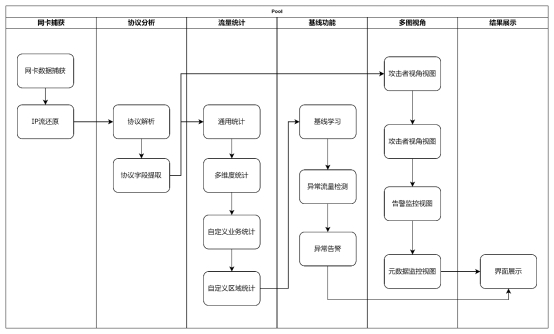 Pool
网卡捕获
协议分析
流量统计
基线功能
多图视角
结果展示
网卡数据捕获
IP流还原
协议解析
协议字段提取
通用统计
多维度统计
自定义业务统计
自定义区域统计
基线学习
异常流量检测
异常告警
攻击者视角视图
攻击者视角视图
告警监控视图
元数据监控视图
界面展示